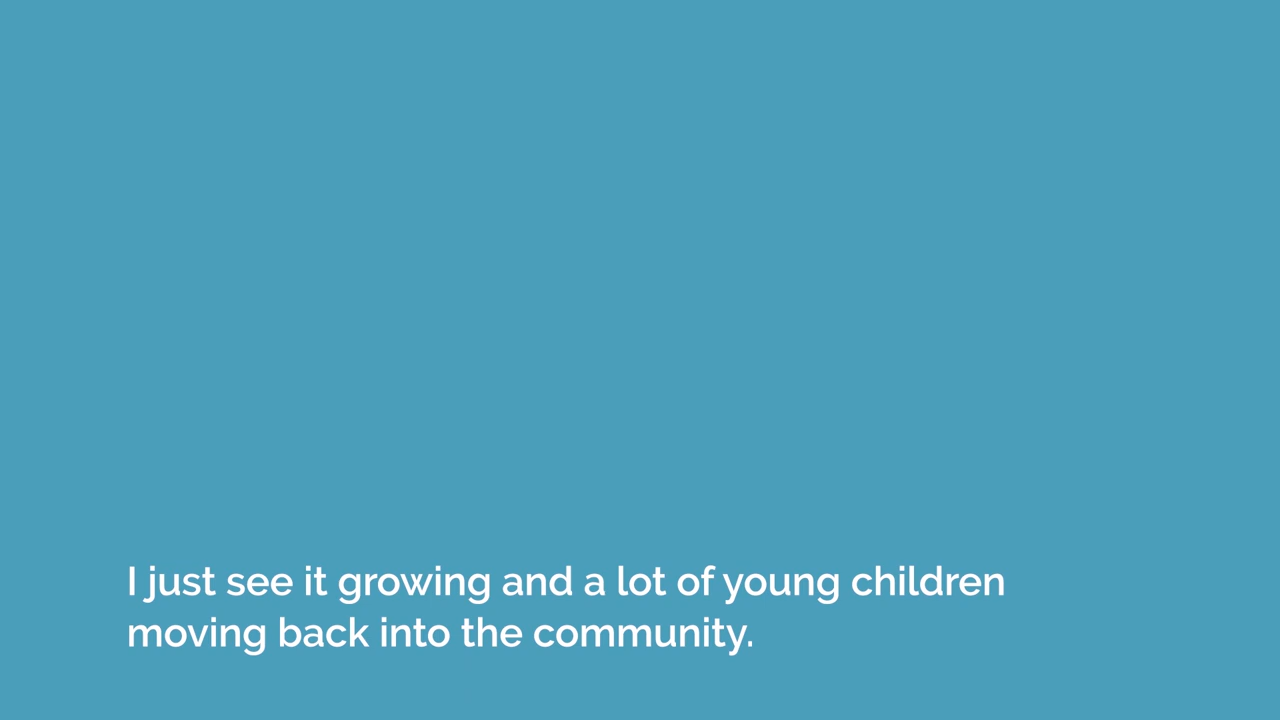 I just see it growing and a lot of young children
moving back into the community.